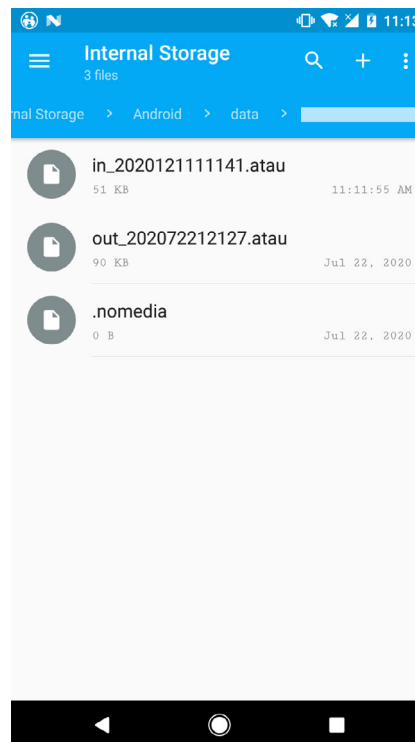 11:13
Internal Storage
3 files
nal Storage > Android > data >
in_2020121111141.atau
51 KB 11:11:55 AM
out_202072212127.atau
90 KB Jul 22, 2020
.nomedia
0 B Jul 22, 2020